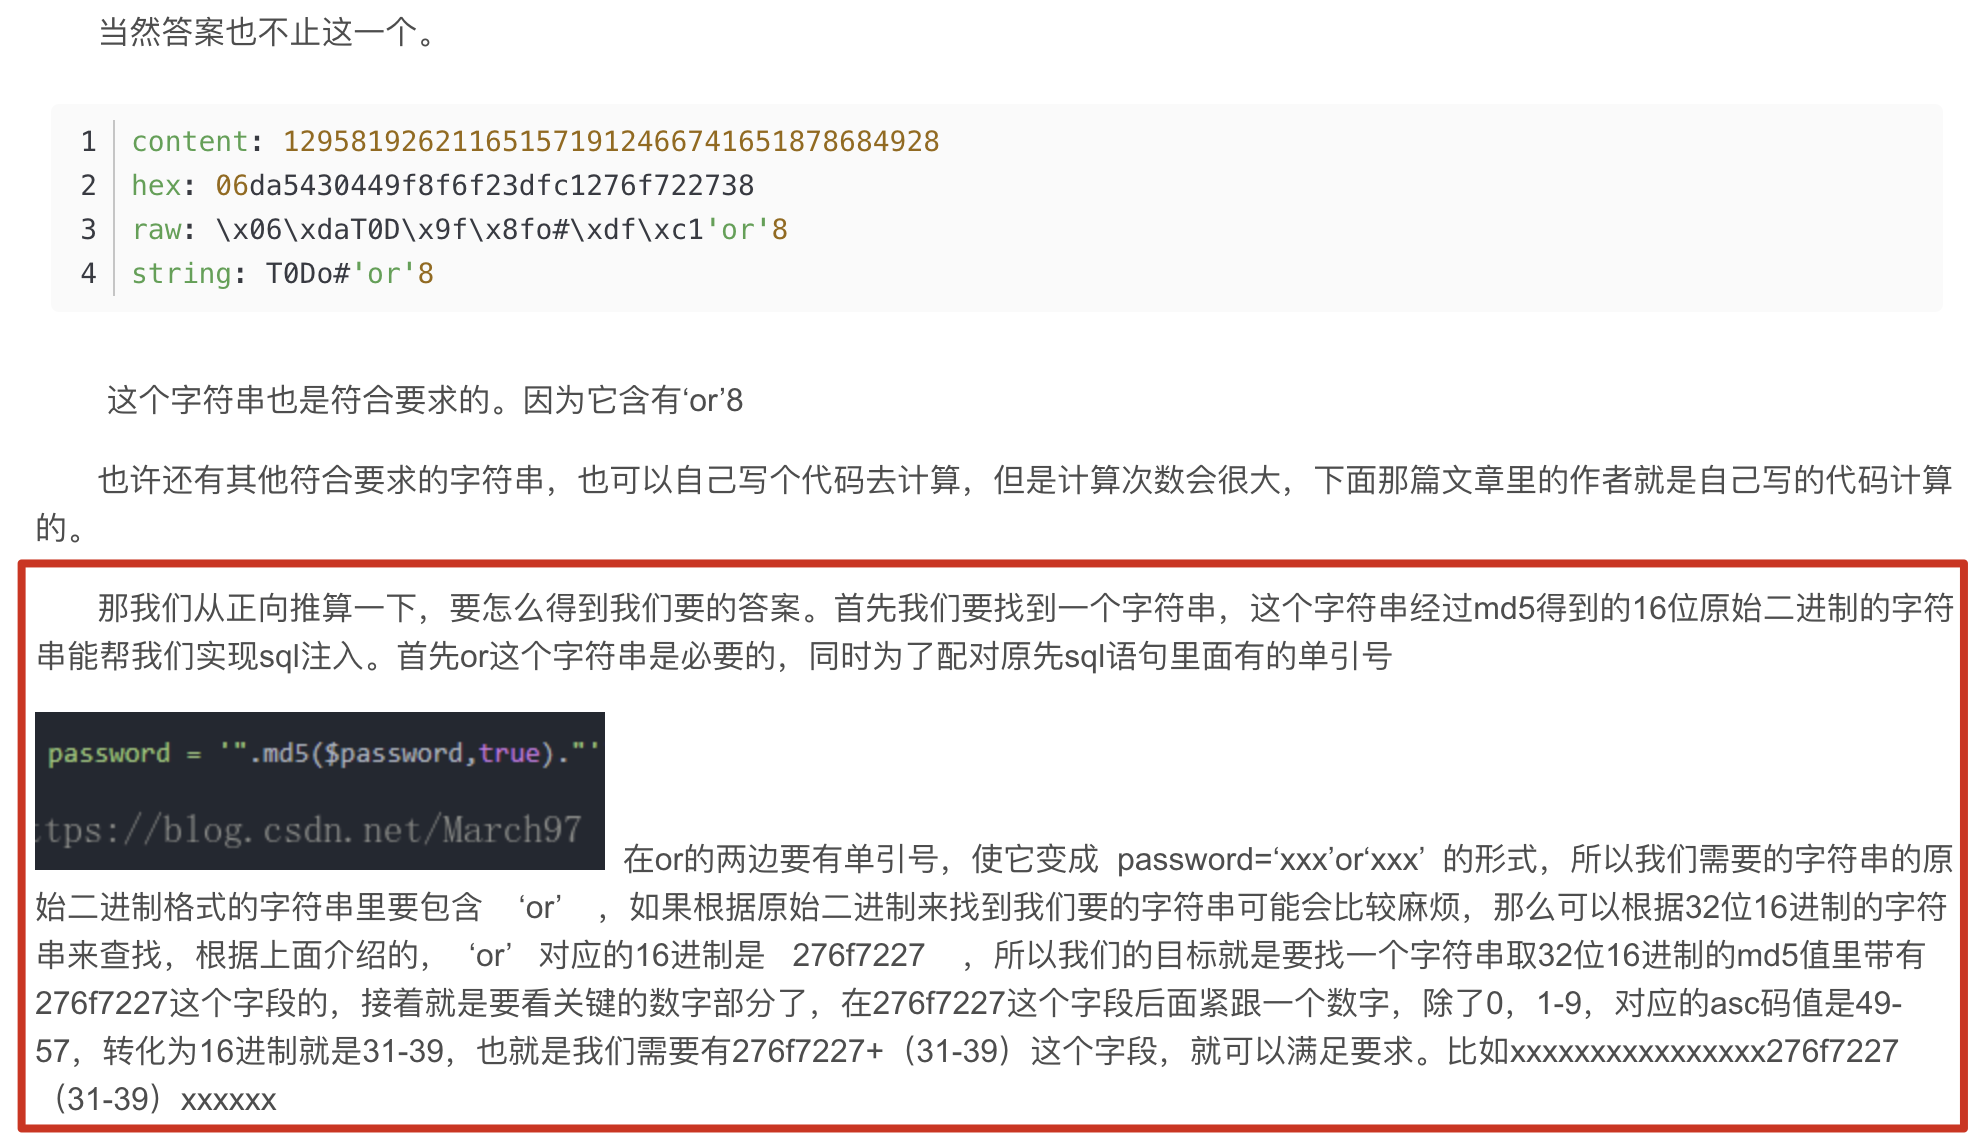 当然答案也不止这一个。
1 content: 129581926211651571912466741651878684928
2 hex: 06da5430449f8f6f23dfc1276f722738
3 raw: \x06\xdaT0D\x9f\x8fo#\xdf\xc1'or'8
4 string: T0Do#'or'8
这个字符串也是符合要求的。因为它含有‘or’8
也许还有其他符合要求的字符串，也可以自己写个代码去计算，但是计算次数会很大，下面那篇文章里的作者就是自己写的代码计算
的。
那我们从正向推算一下，要怎么得到我们要的答案。首先我们要找到一个字符串，这个字符串经过md5得到的16位原始二进制的字符
串能帮我们实现sql注入。首先or这个字符串是必要的，同时为了配对原先sql语句里面有的单引号
password = '".md5($password,true)."'
ttps://blog.csdn.net/March97
在or的两边要有单引号，使它变成 password=‘xxx’or‘xxx’ 的形式，所以我们需要的字符串的原
始二进制格式的字符串里要包含 ‘or’ ，如果根据原始二进制来找到我们要的字符串可能会比较麻烦，那么可以根据32位16进制的字符
串来查找，根据上面介绍的， ‘or’ 对应的16进制是 276f7227 ，所以我们的目标就是要找一个字符串取32位16进制的md5值里带有
276f7227这个字段的，接着就是要看关键的数字部分了，在276f7227这个字段后面紧跟一个数字，除了0，1-9，对应的asc码值是49-
57，转化为16进制就是31-39，也就是我们需要有276f7227+（31-39）这个字段，就可以满足要求。比如xxxxxxxxxxxxxxxx276f7227
（31-39）xxxxxx